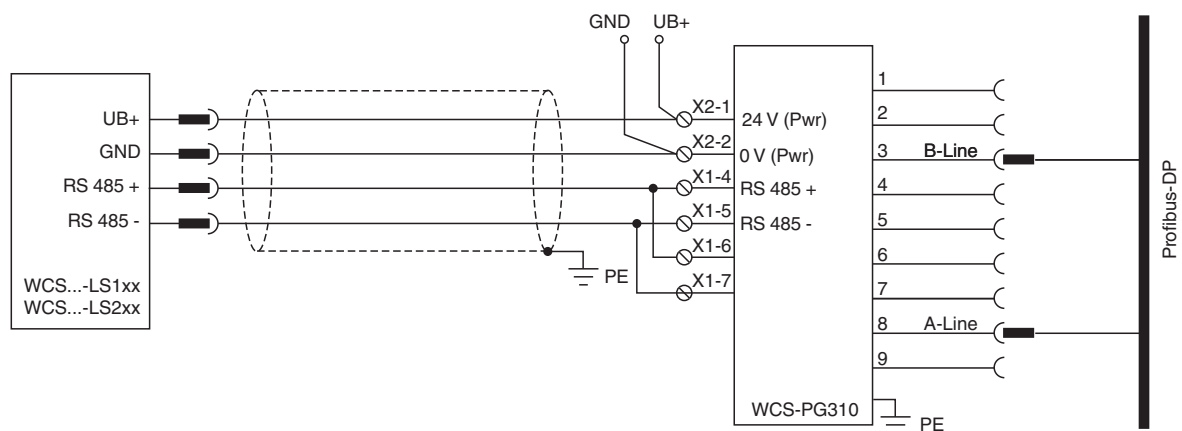 GND UB+
UB+
GND
RS 485 +
RS 485 -
WCS...-LS1xx
WCS...-LS2xx
PE
X2-1
X2-2
X1-4
X1-5
X1-6
X1-7
24 V (Pwr)
0 V (Pwr)
RS 485 +
RS 485 -
WCS-PG310
1
2
3 B-Line
4
5
6
7
8 A-Line
9
PE
Profibus-DP